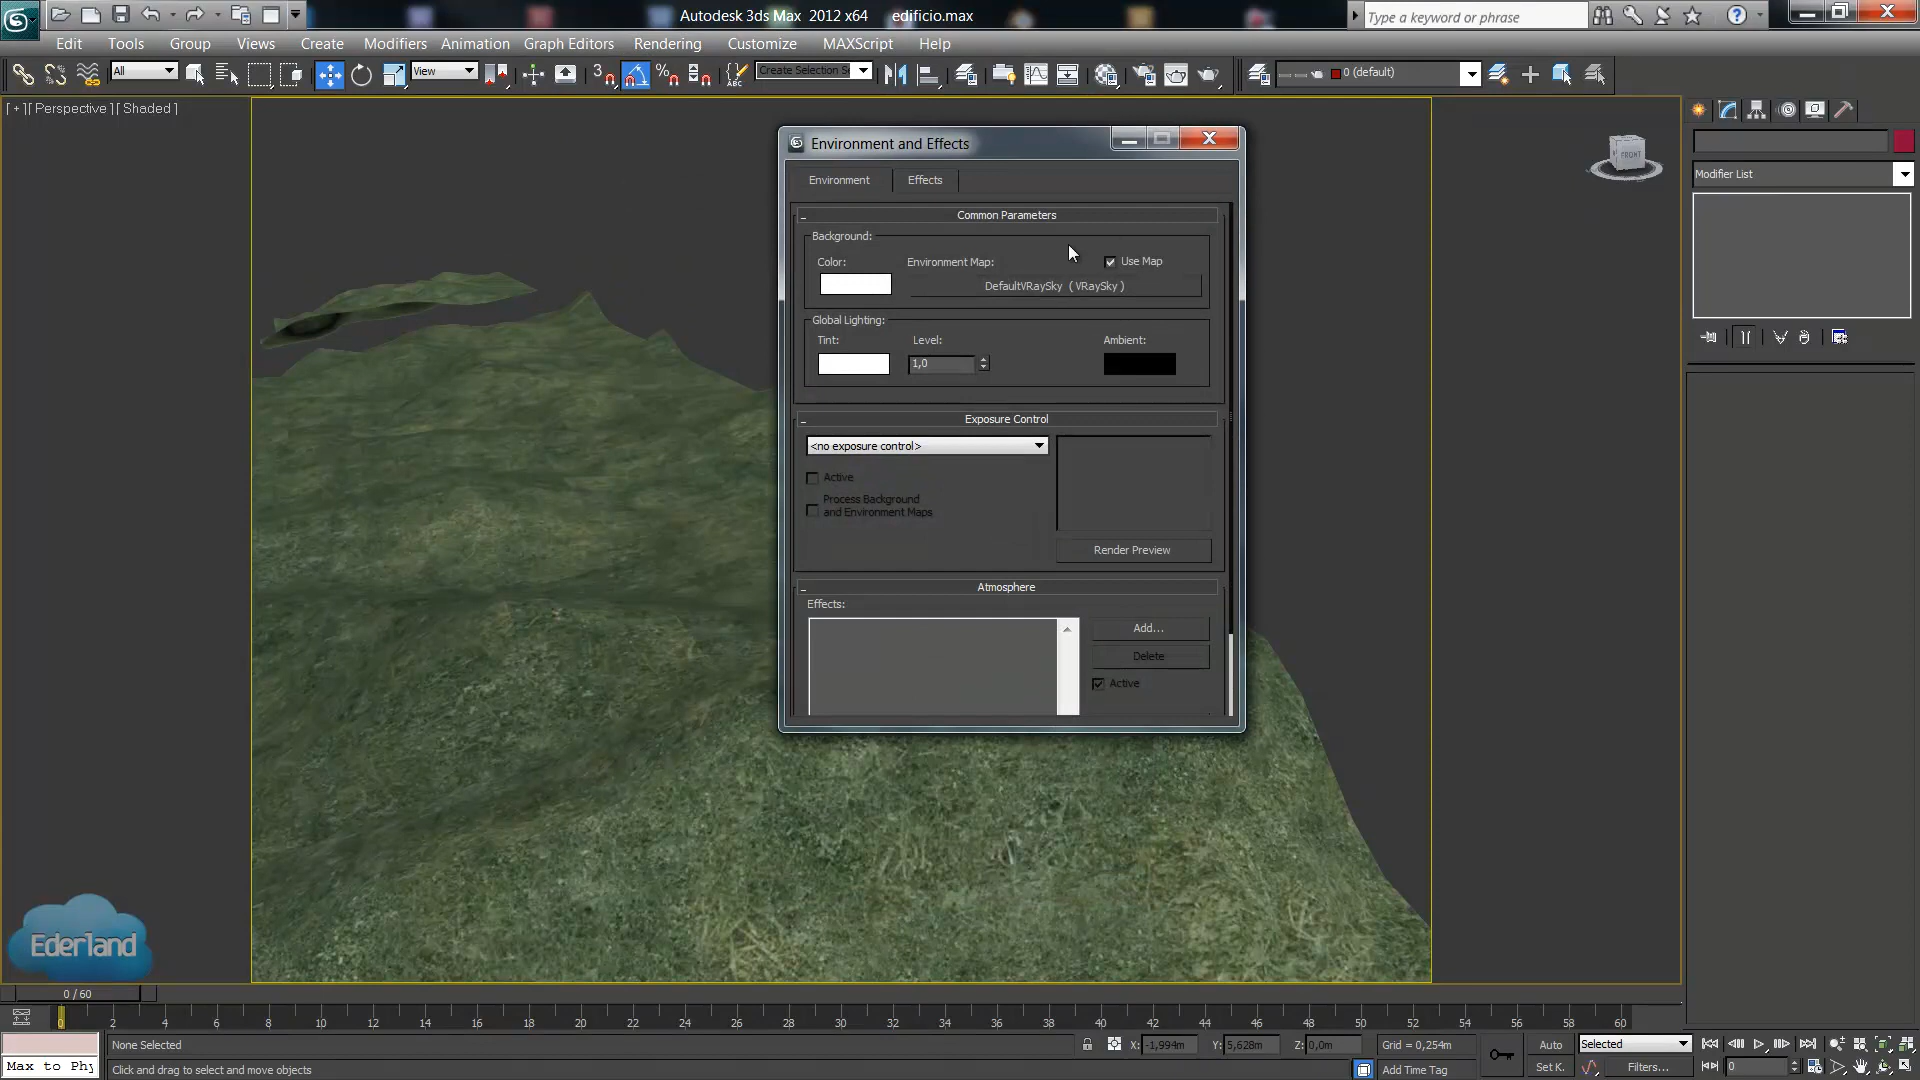 Autodesk 3ds Max 2012 x64 edificio.max
Type a keyword or phrase
Edit Tools Group Views Create Modifiers Animation Graph Editors Rendering Customize MAXScript Help
All View Create Selection S 0 (default)
[ + ][ Perspective ][ Shaded ]
FRONT
Modifier List
Environment and Effects
Environment Effects
Common Parameters
Background:
Color: Environment Map: Use Map
DefaultVRaySky ( VRaySky )
Global Lighting:
Tint: Level: Ambient:
1,0
Exposure Control
<no exposure control>
Active
Process Background
and Environment Maps
Render Preview
Atmosphere
Effects:
Add...
Delete
Active
Ederland
0 / 60
0 2 4 6 8 10 12 14 16 18 20 22 24 26 28 30 32 34 36 38 40 42 44 46 48 50 52 54 56 58 60
None Selected X: -1,994m Y: 5,628m Z: 0,0m Grid = 0,254m Auto Selected
Max to Phy Click and drag to select and move objects Add Time Tag Set K. Filters... 0